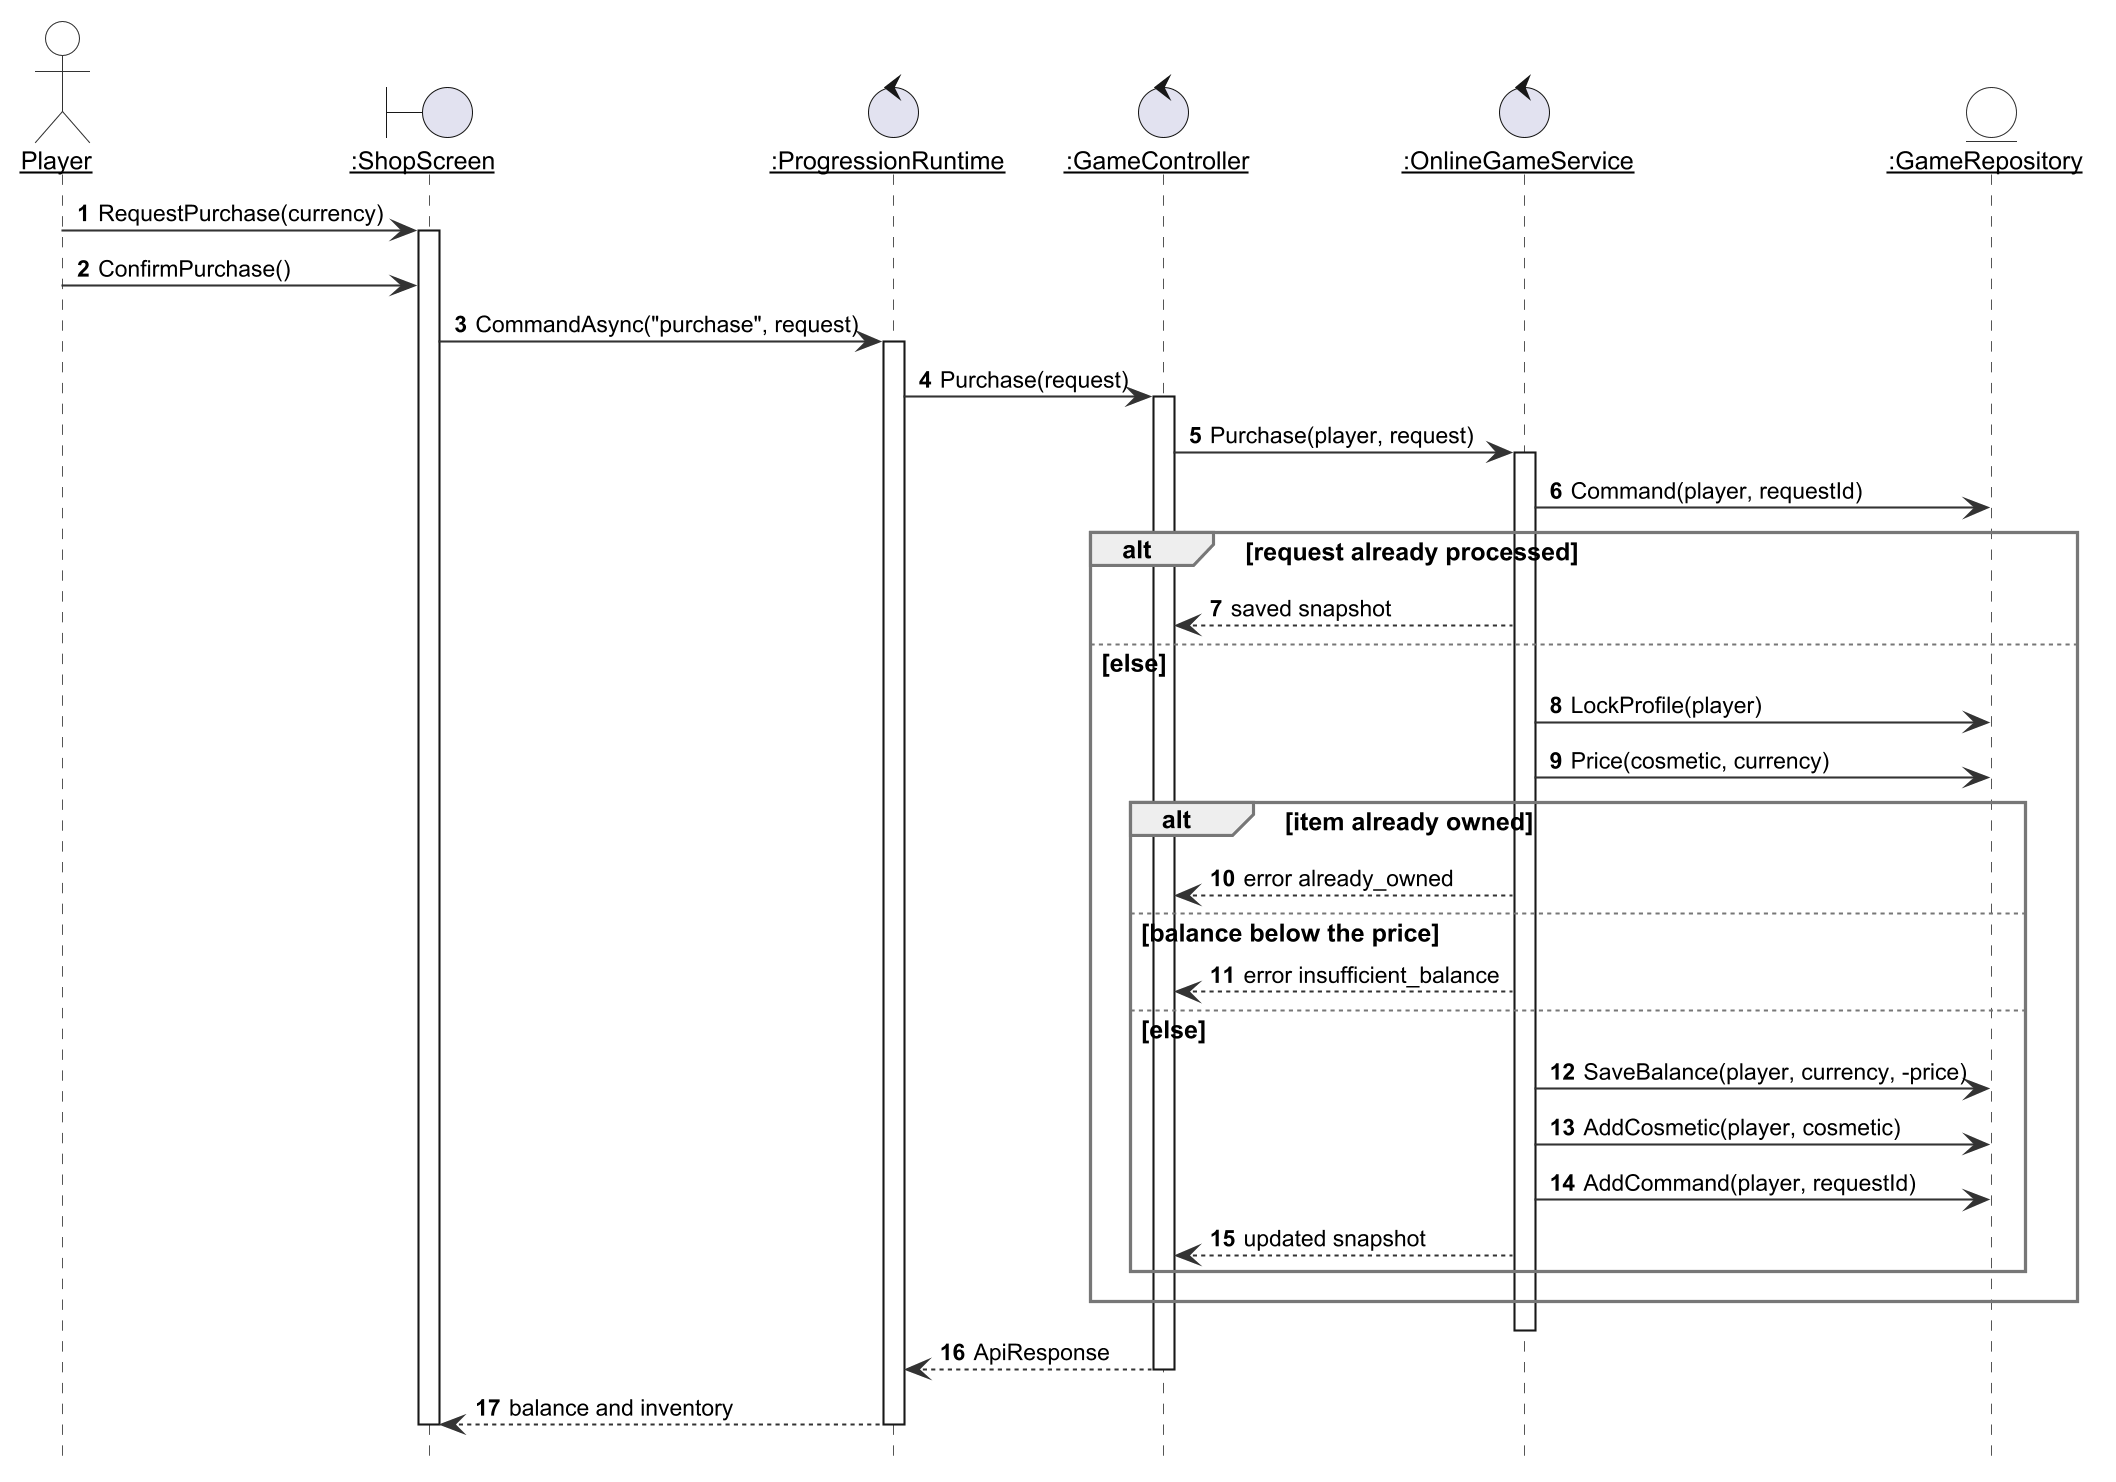 Player
:ShopScreen
:ProgressionRuntime
:GameController
:OnlineGameService
:GameRepository
1 RequestPurchase(currency)
2 ConfirmPurchase()
3 CommandAsync("purchase", request)
4 Purchase(request)
5 Purchase(player, request)
6 Command(player, requestId)
alt [request already processed]
7 saved snapshot
[else]
8 LockProfile(player)
9 Price(cosmetic, currency)
alt [item already owned]
10 error already_owned
[balance below the price]
11 error insufficient_balance
[else]
12 SaveBalance(player, currency, -price)
13 AddCosmetic(player, cosmetic)
14 AddCommand(player, requestId)
15 updated snapshot
16 ApiResponse
17 balance and inventory